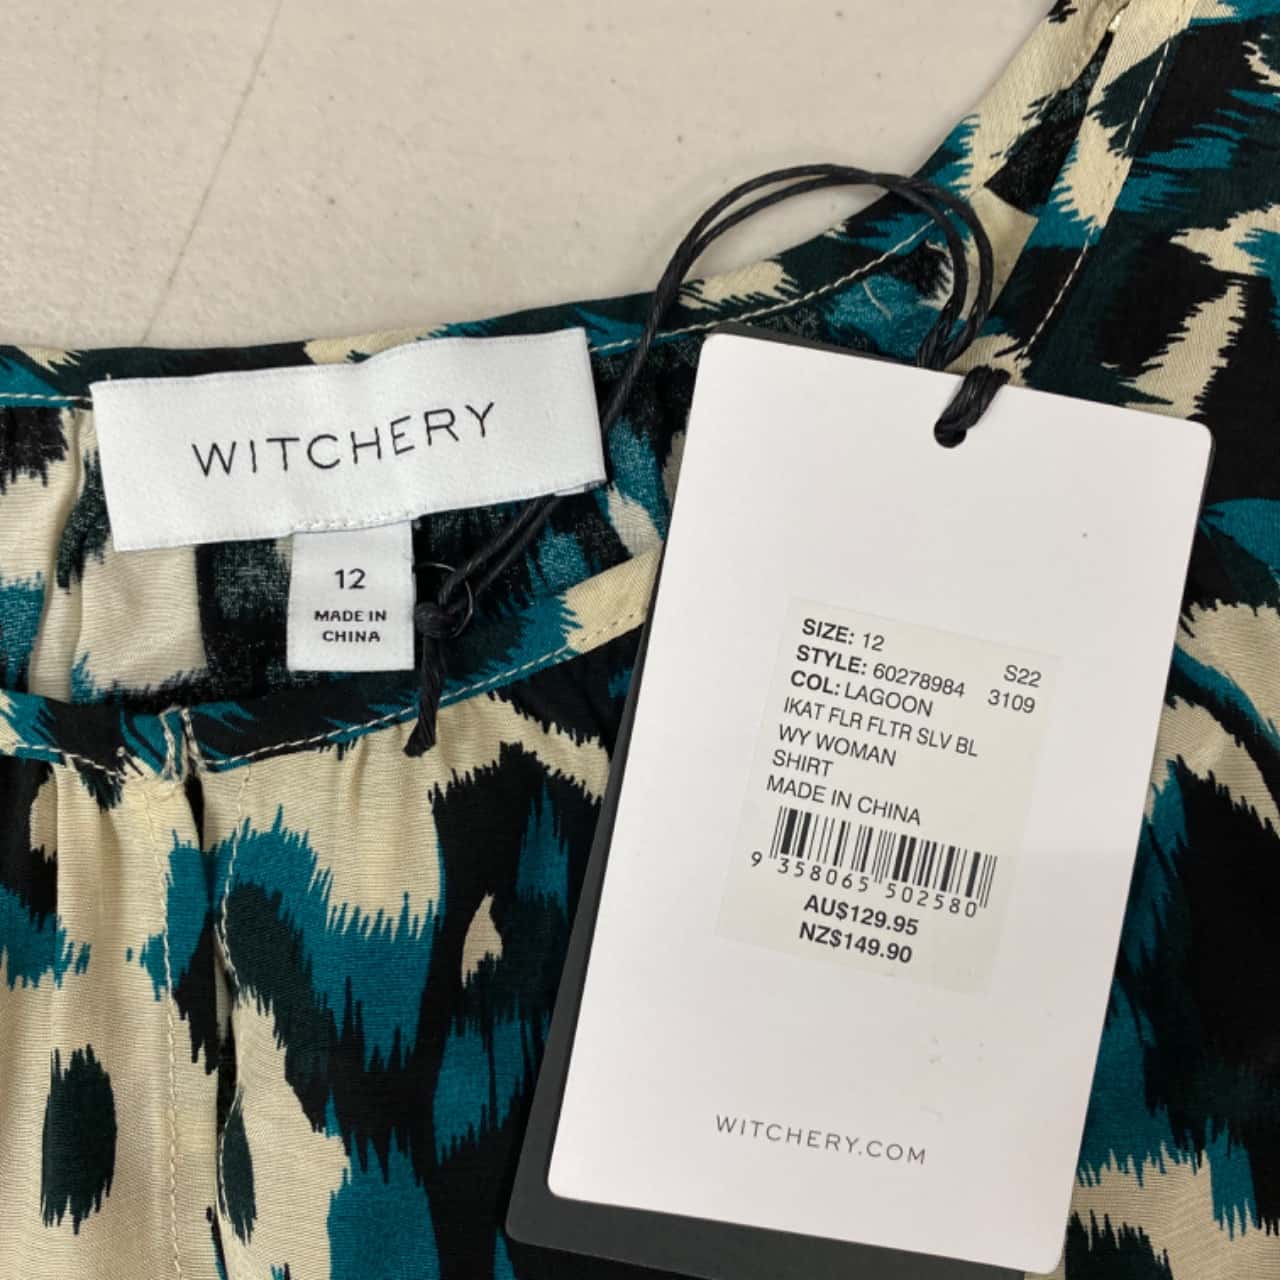 WITCHERY
12
MADE IN
CHINA
SIZE: 12 S22
STYLE: 60278984 3109
COL: LAGOON
IKAT FLR FLTR SLV BL
WY WOMAN
SHIRT
MADE IN CHINA
9 358065 502580
AU$129.95
NZ$149.90
WITCHERY.COM